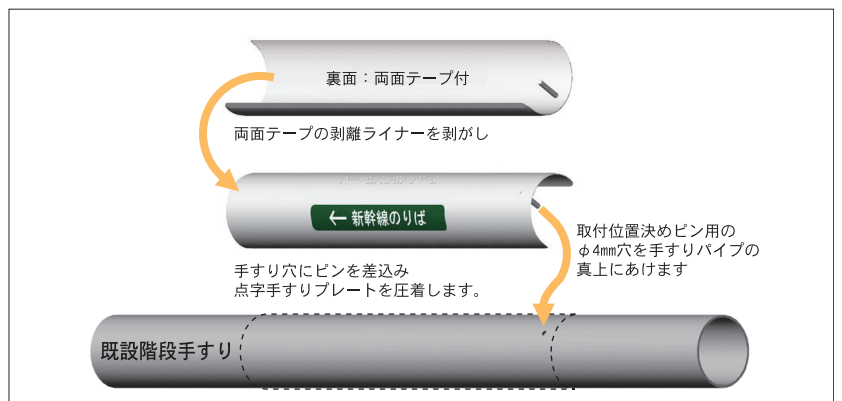 裏面：両面テープ付
両面テープの剥離ライナーを剥がし
← 新幹線のりば
手すり穴にピンを差込み
点字手すりプレートを圧着します。
取付位置決めピン用の
φ4㎜穴を手すりパイプの
真上にあけます
既設階段手すり